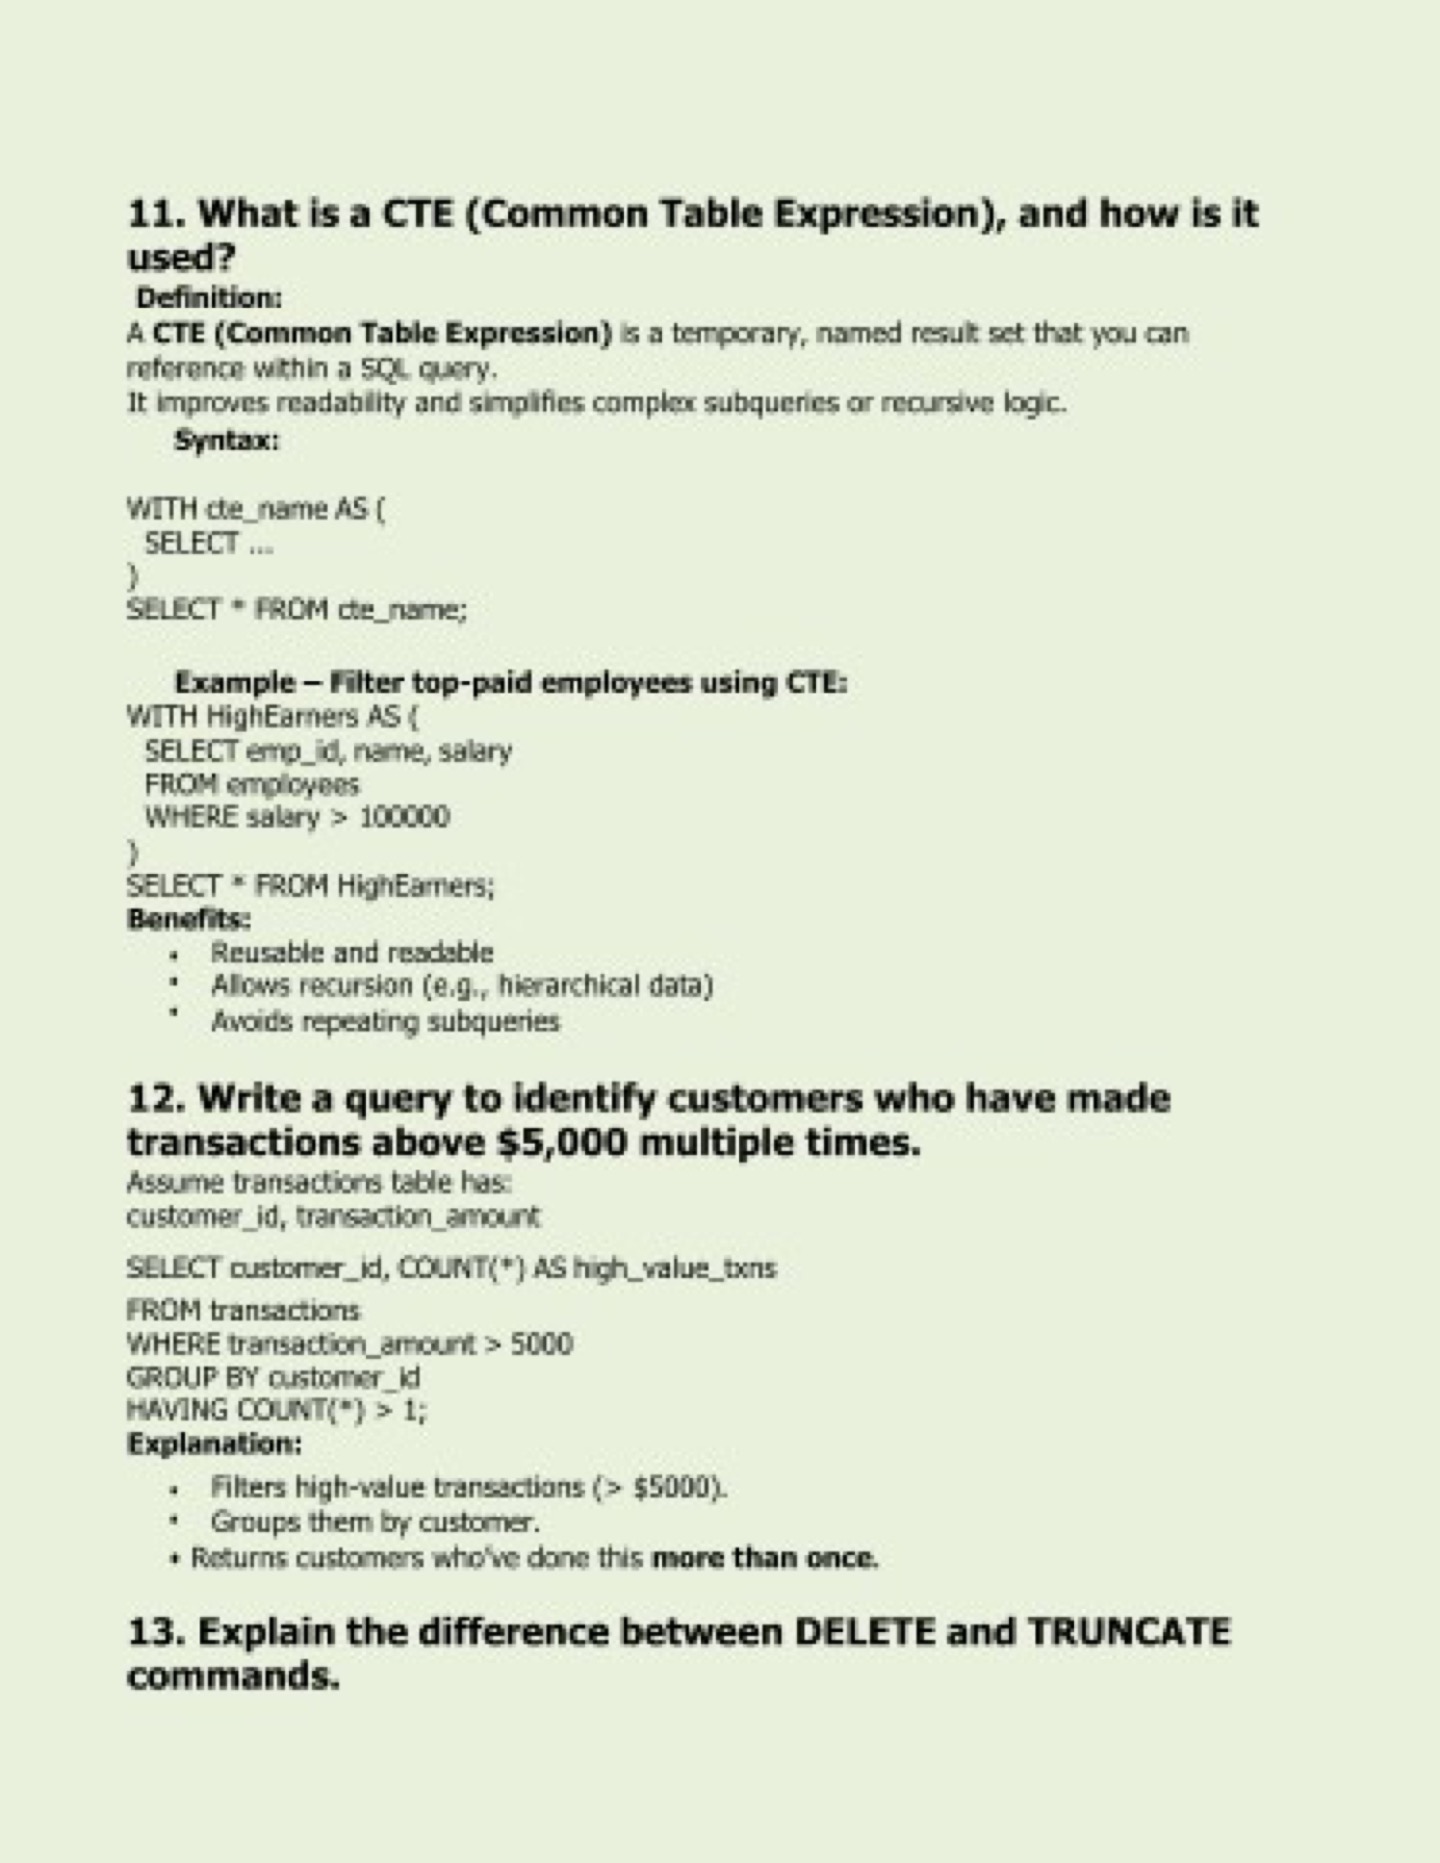 11. What is a CTE (Common Table Expression), and how is it
used?
Definition:
A CTE (Common Table Expression) is a temporary, named result set that you can
reference within a SQL query.
It improves readability and simplifies complex subqueries or recursive logic.
Syntax:
WITH cte_name AS (
SELECT ...
)
SELECT * FROM cte_name;
Example – Filter top-paid employees using CTE:
WITH HighEarners AS (
SELECT emp_id, name, salary
FROM employees
WHERE salary > 100000
)
SELECT * FROM HighEarners;
Benefits:
• Reusable and readable
• Allows recursion (e.g., hierarchical data)
• Avoids repeating subqueries
12. Write a query to identify customers who have made
transactions above $5,000 multiple times.
Assume transactions table has:
customer_id, transaction_amount
SELECT customer_id, COUNT(*) AS high_value_txns
FROM transactions
WHERE transaction_amount > 5000
GROUP BY customer_id
HAVING COUNT(*) > 1;
Explanation:
• Filters high-value transactions (> $5000).
• Groups them by customer.
• Returns customers who've done this more than once.
13. Explain the difference between DELETE and TRUNCATE
commands.